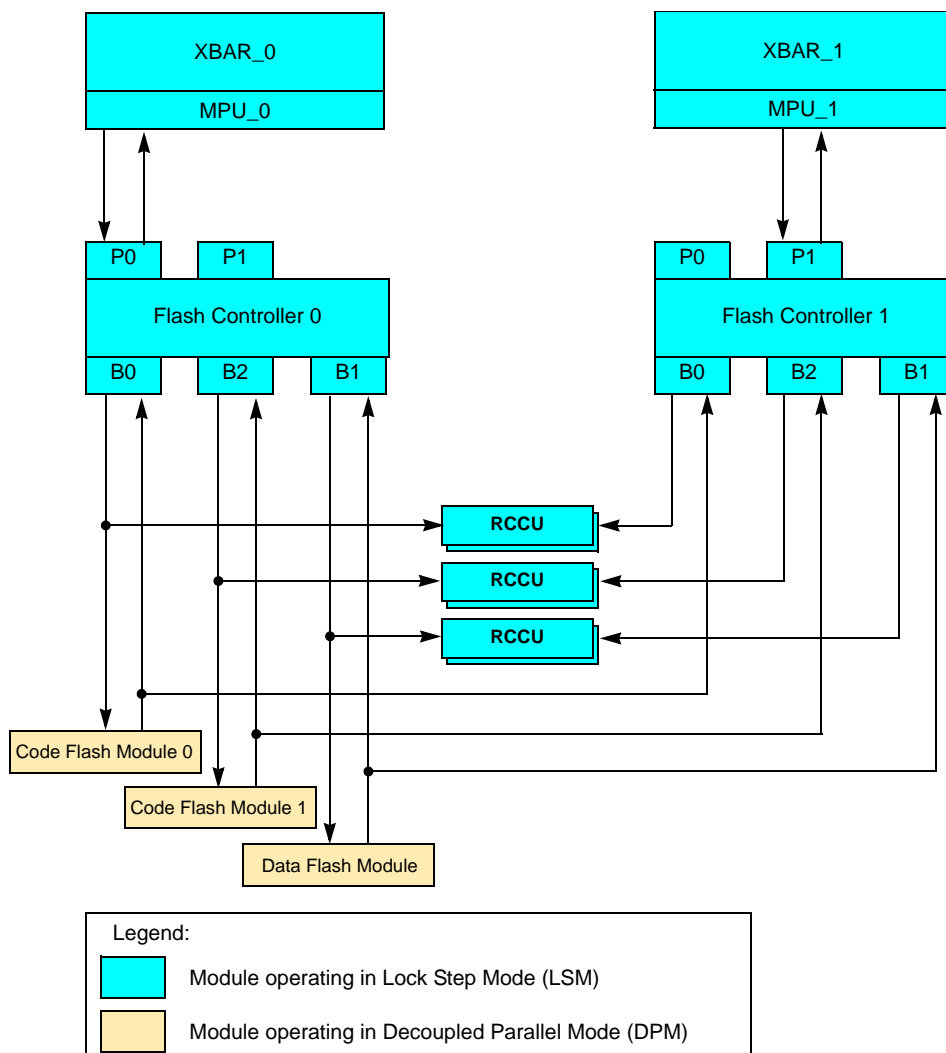 XBAR_0
XBAR_1
MPU_0
MPU_1
P0
P1
P0
P1
Flash Controller 0
Flash Controller 1
B0
B2
B1
B0
B2
B1
RCCU
RCCU
RCCU
Code Flash Module 0
Code Flash Module 1
Data Flash Module
Legend:
Module operating in Lock Step Mode (LSM)
Module operating in Decoupled Parallel Mode (DPM)